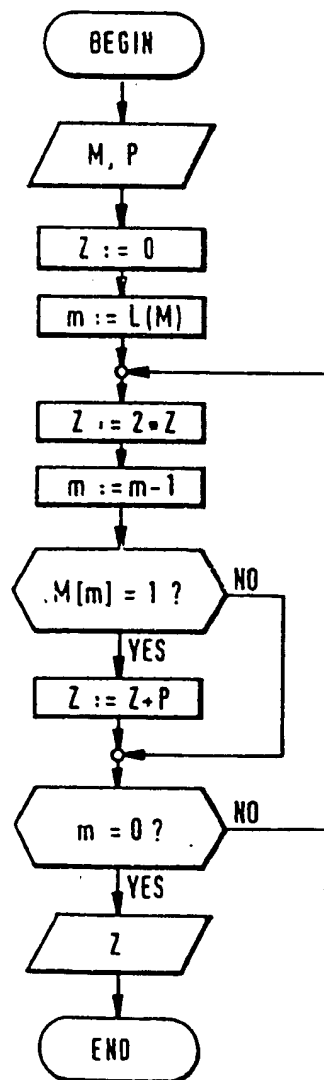 BEGIN
M, P
Z := 0
m := L(M)
Z := 2*Z
m := m-1
M[m] = 1 ?
NO
YES
Z := Z+P
m = 0 ?
NO
YES
Z
END